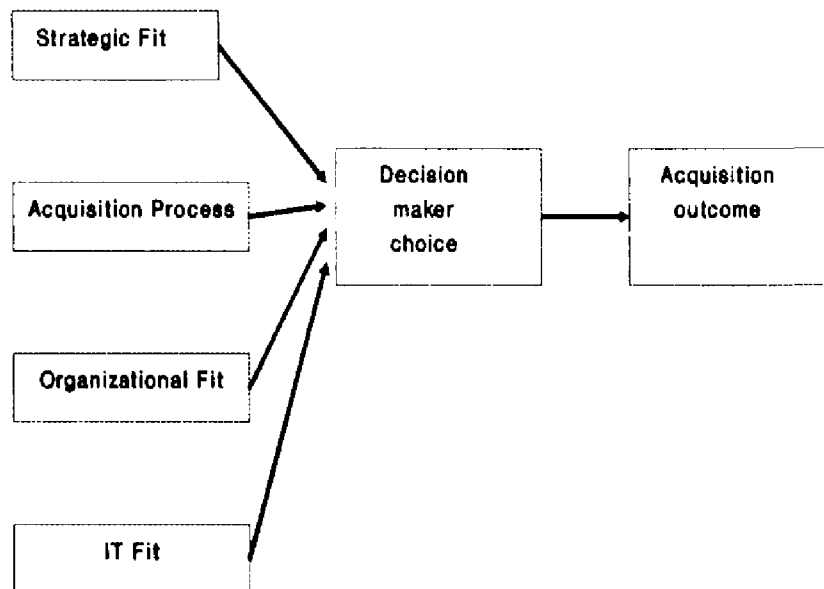 Strategic Fit
Acquisition Process
Organizational Fit
IT Fit
Decision
maker
choice
Acquisition
outcome